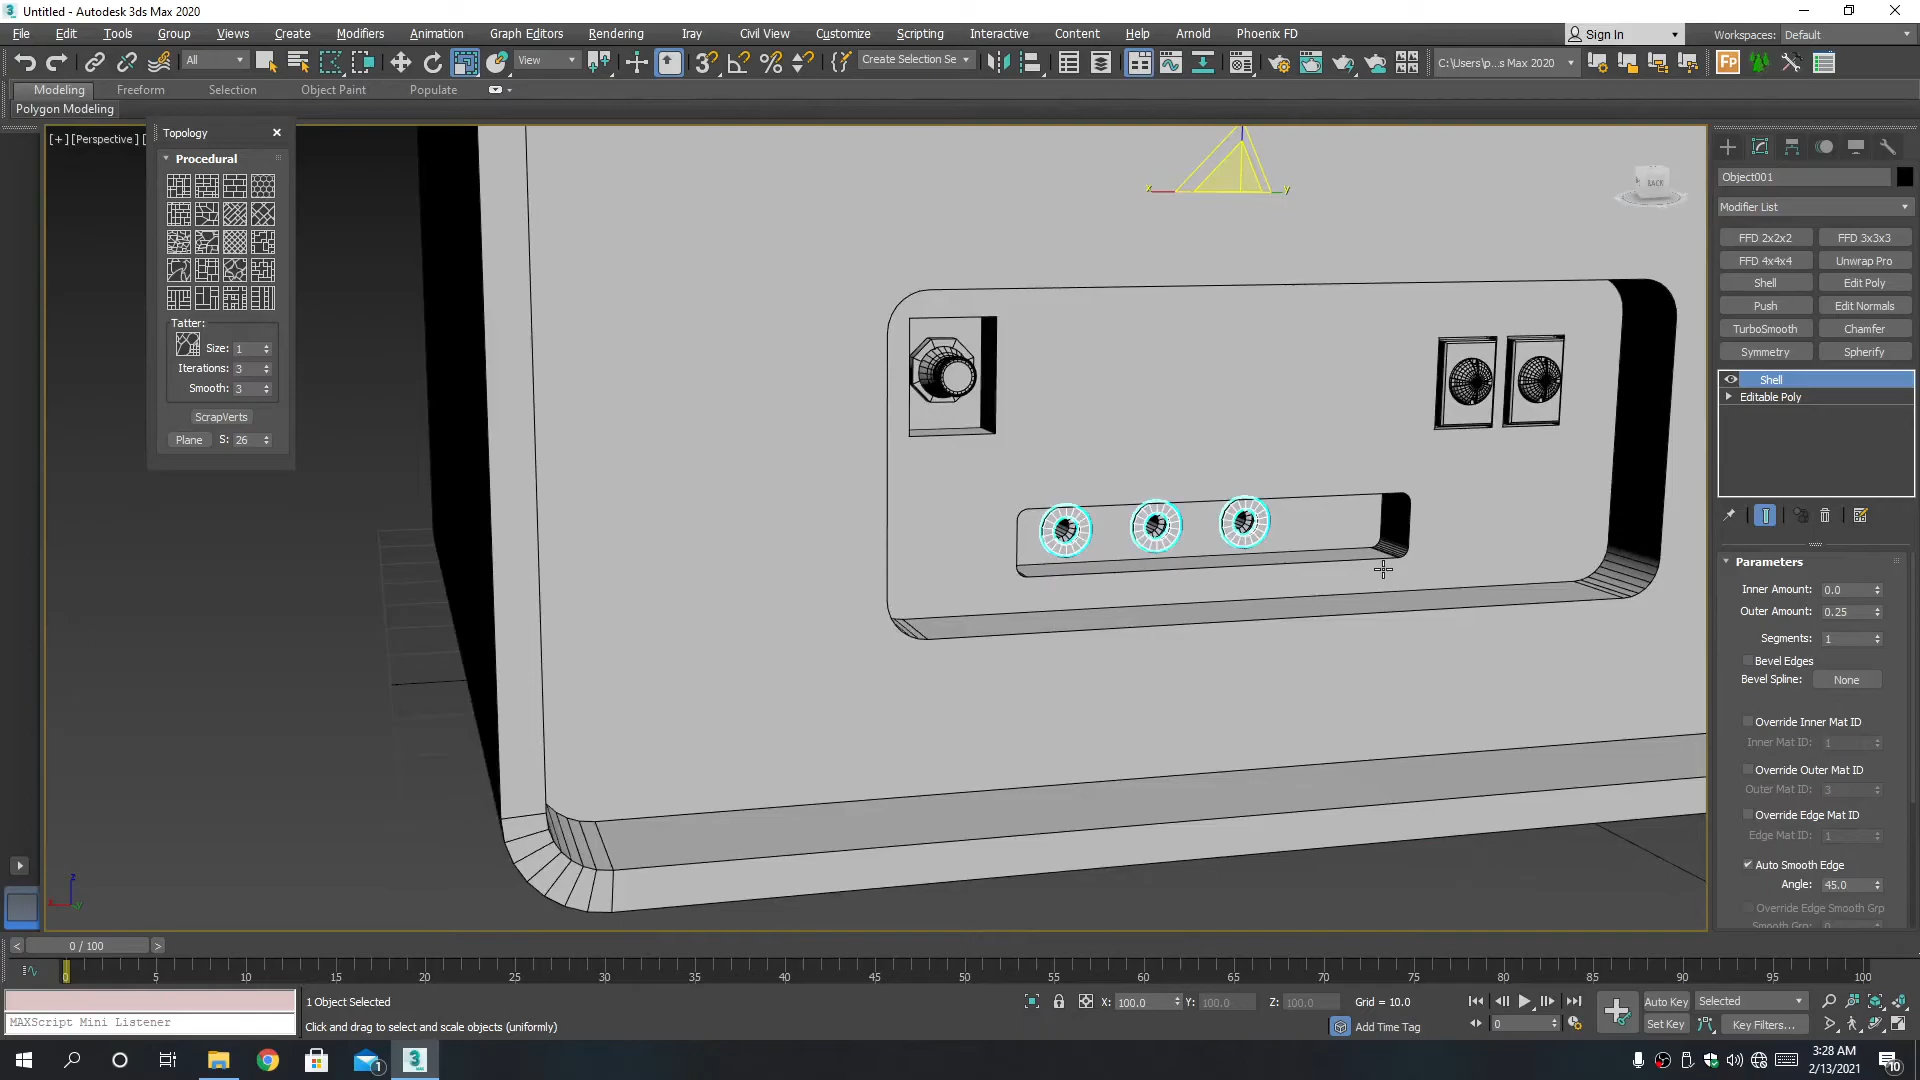 Untitled - Autodesk 3ds Max 2020
File Edit Tools Group Views Create Modifiers Animation Graph Editors Rendering Iray Civil View Customize Scripting Interactive Content Help Arnold Phoenix FD Sign In Workspaces: Default
All View Create Selection Se C:\Users\p...s Max 2020
Modeling Freeform Selection Object Paint Populate
Polygon Modeling
Topology
[+] [Perspective]
Procedural
Tatter:
Size: 1
Iterations: 3
Smooth: 3
ScrapVerts
Plane S: 26
x y
BACK
Object001
Modifier List
FFD 2x2x2 FFD 3x3x3
FFD 4x4x4 Unwrap Pro
Shell Edit Poly
Push Edit Normals
TurboSmooth Chamfer
Symmetry Spherify
Shell
Editable Poly
Parameters
Inner Amount: 0.0
Outer Amount: 0.25
Segments: 1
Bevel Edges
Bevel Spline: None
Override Inner Mat ID
Inner Mat ID: 1
Override Outer Mat ID
Outer Mat ID: 3
Override Edge Mat ID
Edge Mat ID: 1
Auto Smooth Edge
Angle: 45.0
Override Edge Smooth Grp
Smooth Grp: 0
z
< 0 / 100 >
0 5 10 15 20 25 30 35 40 45 50 55 60 65 70 75 80 85 90 95 100
1 Object Selected X: 100.0 Y: 100.0 Z: 100.0 Grid = 10.0 Auto Key Selected
MAXScript Mini Listener Click and drag to select and scale objects (uniformly) Add Time Tag 0 Set Key Key Filters...
3:28 AM
2/13/2021
1 3 10